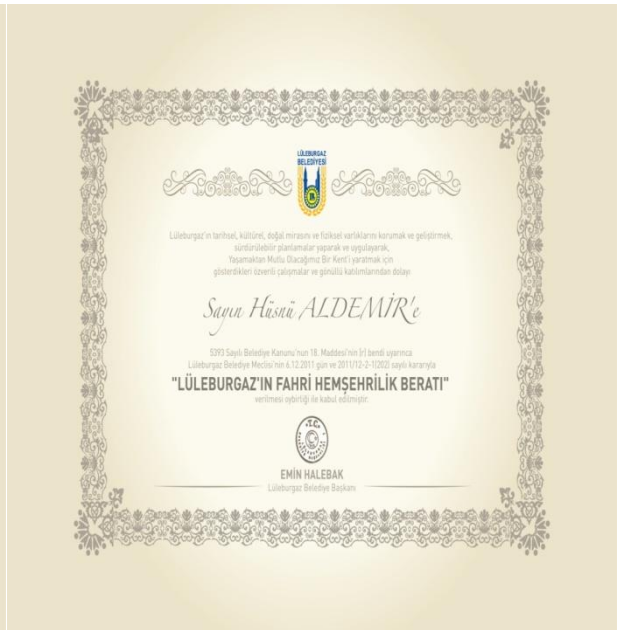 LÜLEBURGAZ
BELEDİYESİ
Lüleburgaz'ın tarihsel, kültürel, doğal mirasını ve fiziksel varlıklarını korumak ve geliştirmek,
sürdürülebilir planlamalar yaparak ve uygulayarak,
Yaşamaktan Mutlu Olacağımız Bir Kent'i yaratmak için
gösterdikleri özverili çalışmalar ve gönüllü katılımlarından dolayı
Sayın Hüsnü ALDEMİR'e
5393 Sayılı Belediye Kanunu'nun 18. Maddesi'nin [r] bendi uyarınca
Lüleburgaz Belediye Meclisi'nin 6.12.2011 gün ve 2011/12-2-1(202) sayılı kararıyla
"LÜLEBURGAZ'IN FAHRİ HEMŞEHRİLİK BERATI"
verilmesi oybirliği ile kabul edilmiştir.
T.C.
EMİN HALEBAK
Lüleburgaz Belediye Başkanı